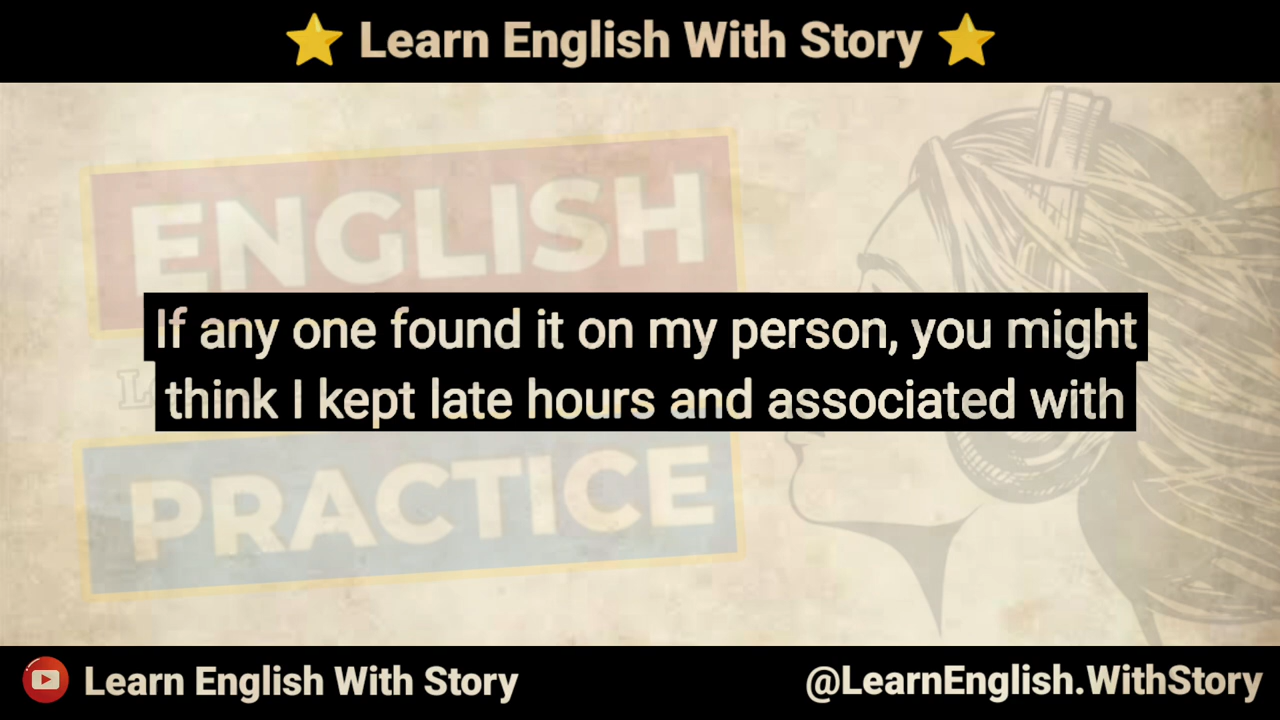 Learn English With Story
ENGLISH
If any one found it on my person, you might
think I kept late hours and associated with
PRACTICE
Learn English With Story
@LearnEnglish.WithStory